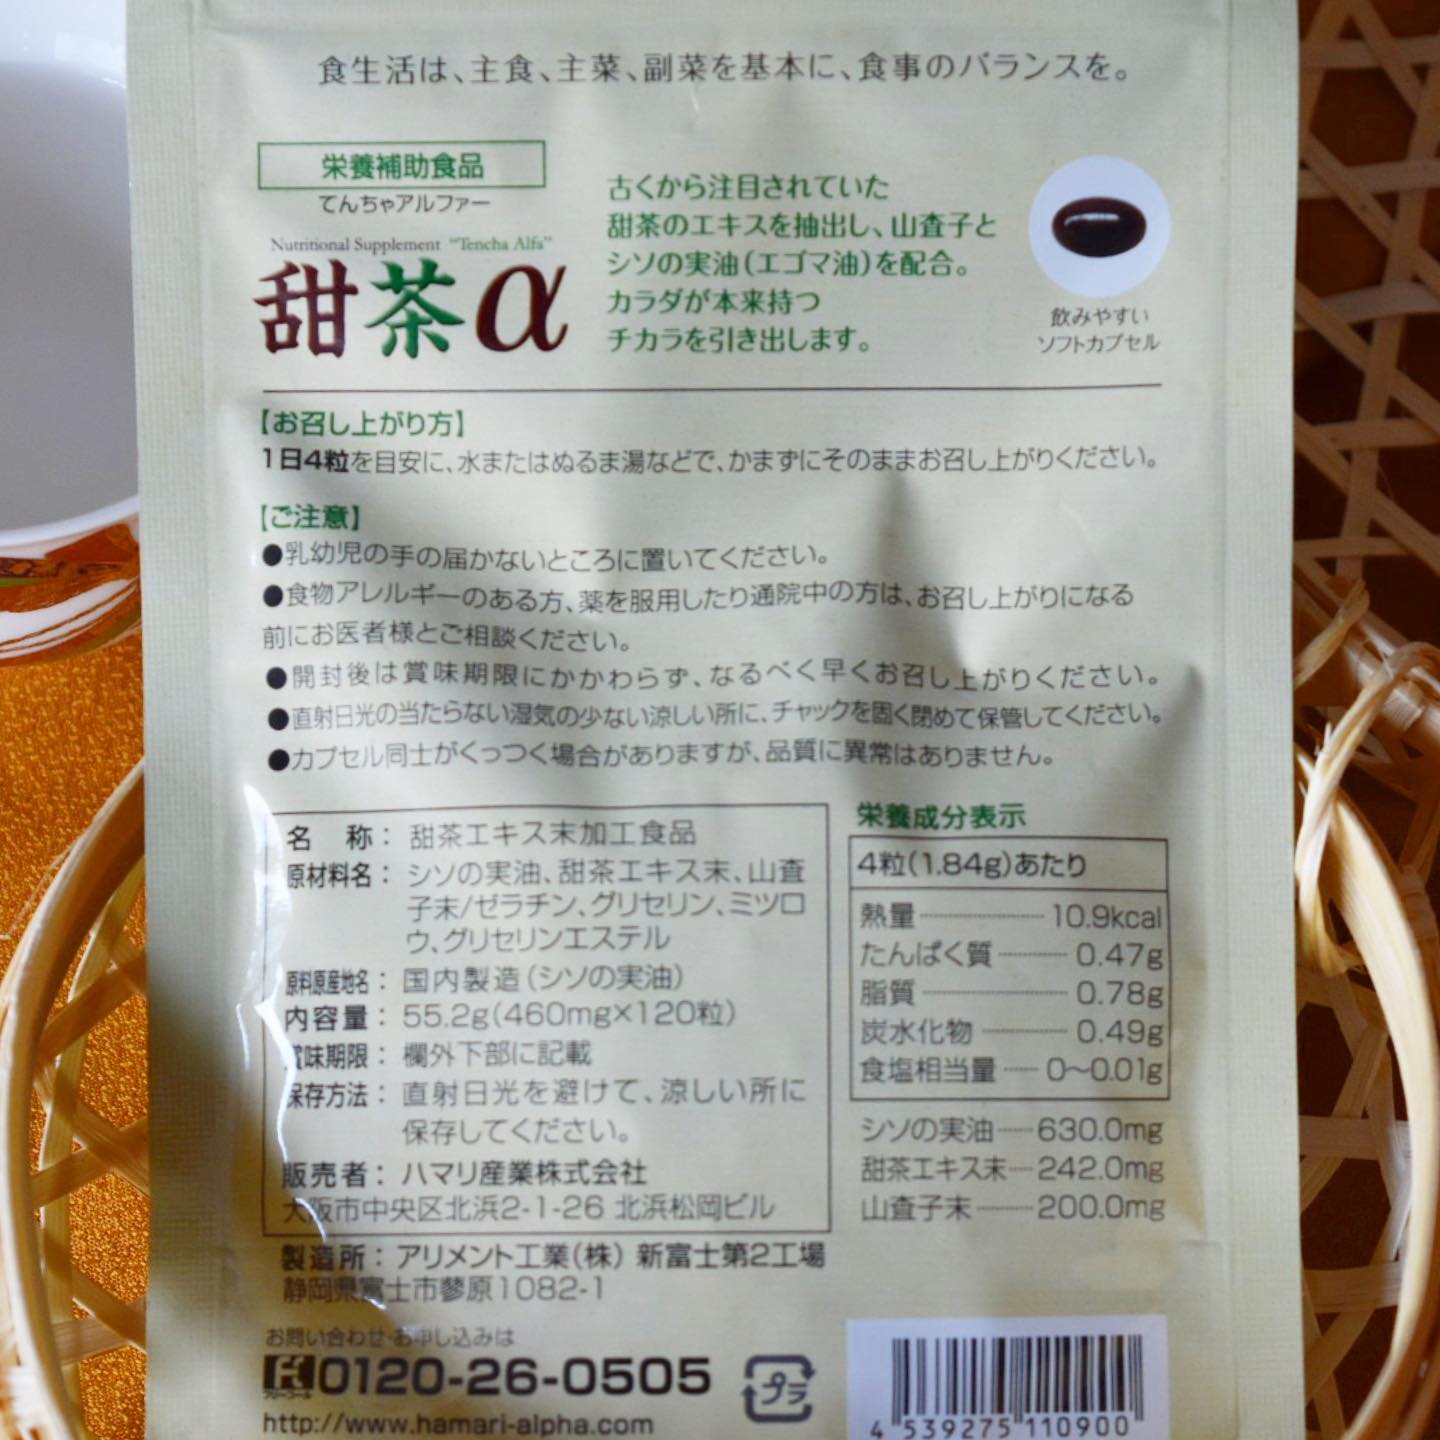 食生活は、主食、主菜、副菜を基本に、食事のバランスを。
栄養補助食品
てんちゃアルファー
Nutritional Supplement “Tencha Alfa”
甜茶α
古くから注目されていた
甜茶のエキスを抽出し、山査子と
シソの実油(エゴマ油)を配合。
カラダが本来持つ
チカラを引き出します。
飲みやすい
ソフトカプセル
【お召し上がり方】
1日4粒を目安に、水またはぬるま湯などで、かまずにそのままお召し上がりください。
【ご注意】
●乳幼児の手の届かないところに置いてください。
●食物アレルギーのある方、薬を服用したり通院中の方は、お召し上がりになる
前にお医者様とご相談ください。
●開封後は賞味期限にかかわらず、なるべく早くお召し上がりください。
●直射日光の当たらない湿気の少ない涼しい所に、チャックを固く閉めて保管してください。
●カプセル同士がくっつく場合がありますが、品質に異常はありません。
名　称：甜茶エキス末加工食品
原材料名：シソの実油、甜茶エキス末、山査
子末/ゼラチン、グリセリン、ミツロ
ウ、グリセリンエステル
原料原産地名：国内製造(シソの実油)
内容量：55.2g(460mg×120粒)
賞味期限：欄外下部に記載
保存方法：直射日光を避けて、涼しい所に
保存してください。
販売者：ハマリ産業株式会社
大阪市中央区北浜2-1-26 北浜松岡ビル
製造所：アリメント工業(株) 新富士第2工場
静岡県富士市蓼原1082-1
栄養成分表示
4粒(1.84g)あたり
熱量 10.9kcal
たんぱく質 0.47g
脂質 0.78g
炭水化物 0.49g
食塩相当量 0～0.01g
シソの実油 630.0mg
甜茶エキス末 242.0mg
山査子末 200.0mg
お問い合わせ・お申し込みは
フリーコール
0120-26-0505
http://www.hamari-alpha.com
プラ
4 539275 110900